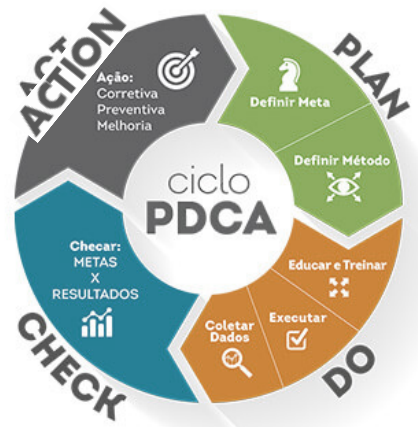 ACT
ACTION
PLAN
Ação:
Corretiva
Preventiva
Melhoria
Definir Meta
Definir Método
ciclo
PDCA
Checar:
METAS
X
RESULTADOS
Educar e Treinar
Executar
Coletar
Dados
CHECK
DO